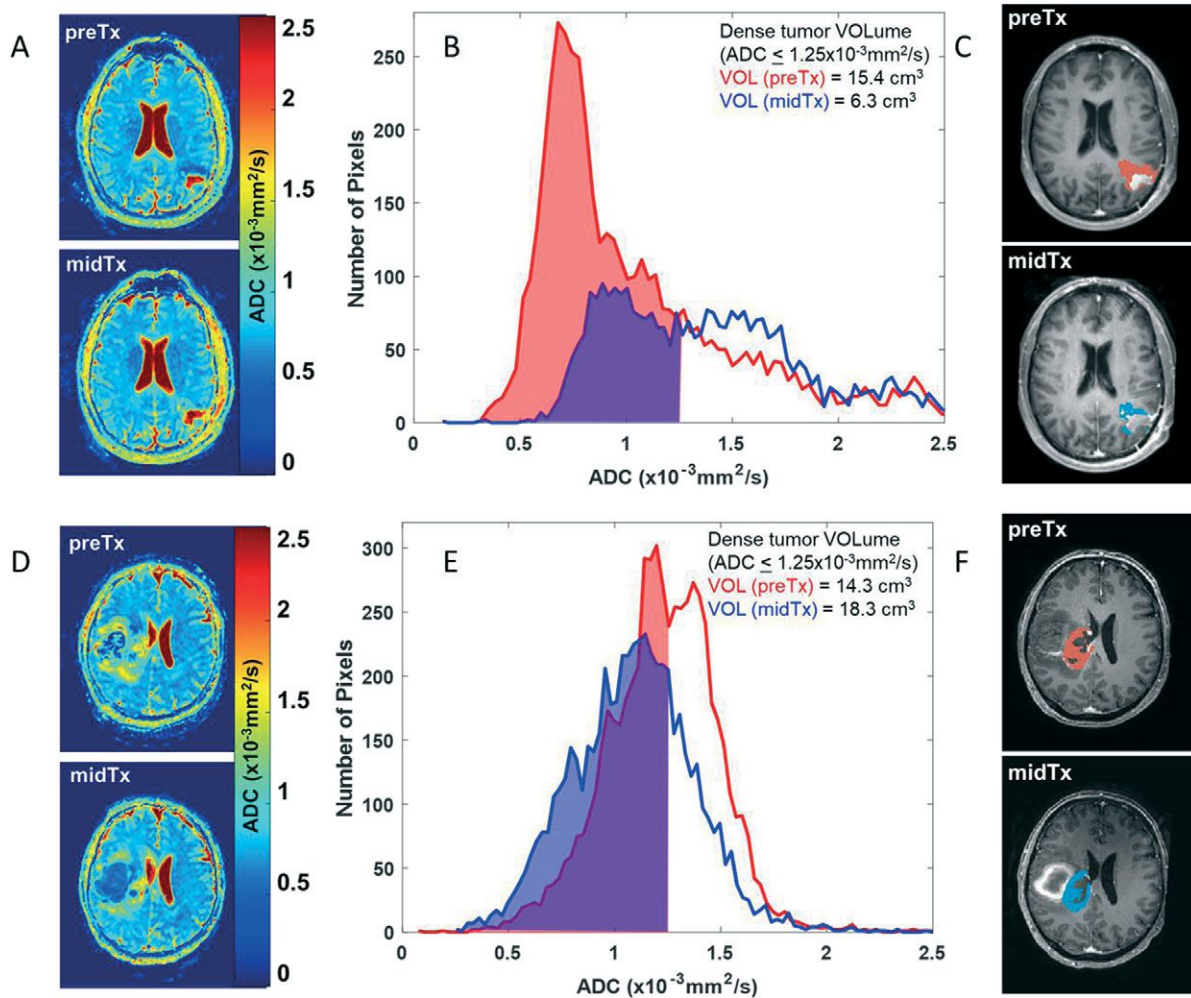 A
preTx
midTx
2.5
2
1.5
1
0.5
0
ADC (x10⁻³mm²/s)
B
Dense tumor VOLume
(ADC ≤ 1.25x10⁻³mm²/s)
VOL (preTx) = 15.4 cm³
VOL (midTx) = 6.3 cm³
Number of Pixels
250
200
150
100
50
0
0 0.5 1 1.5 2 2.5
ADC (x10⁻³mm²/s)
C
preTx
midTx
D
preTx
midTx
2.5
2
1.5
1
0.5
0
ADC (x10⁻³mm²/s)
E
Dense tumor VOLume
(ADC ≤ 1.25x10⁻³mm²/s)
VOL (preTx) = 14.3 cm³
VOL (midTx) = 18.3 cm³
Number of Pixels
300
250
200
150
100
50
0
0 0.5 1 1.5 2 2.5
ADC (x10⁻³mm²/s)
F
preTx
midTx